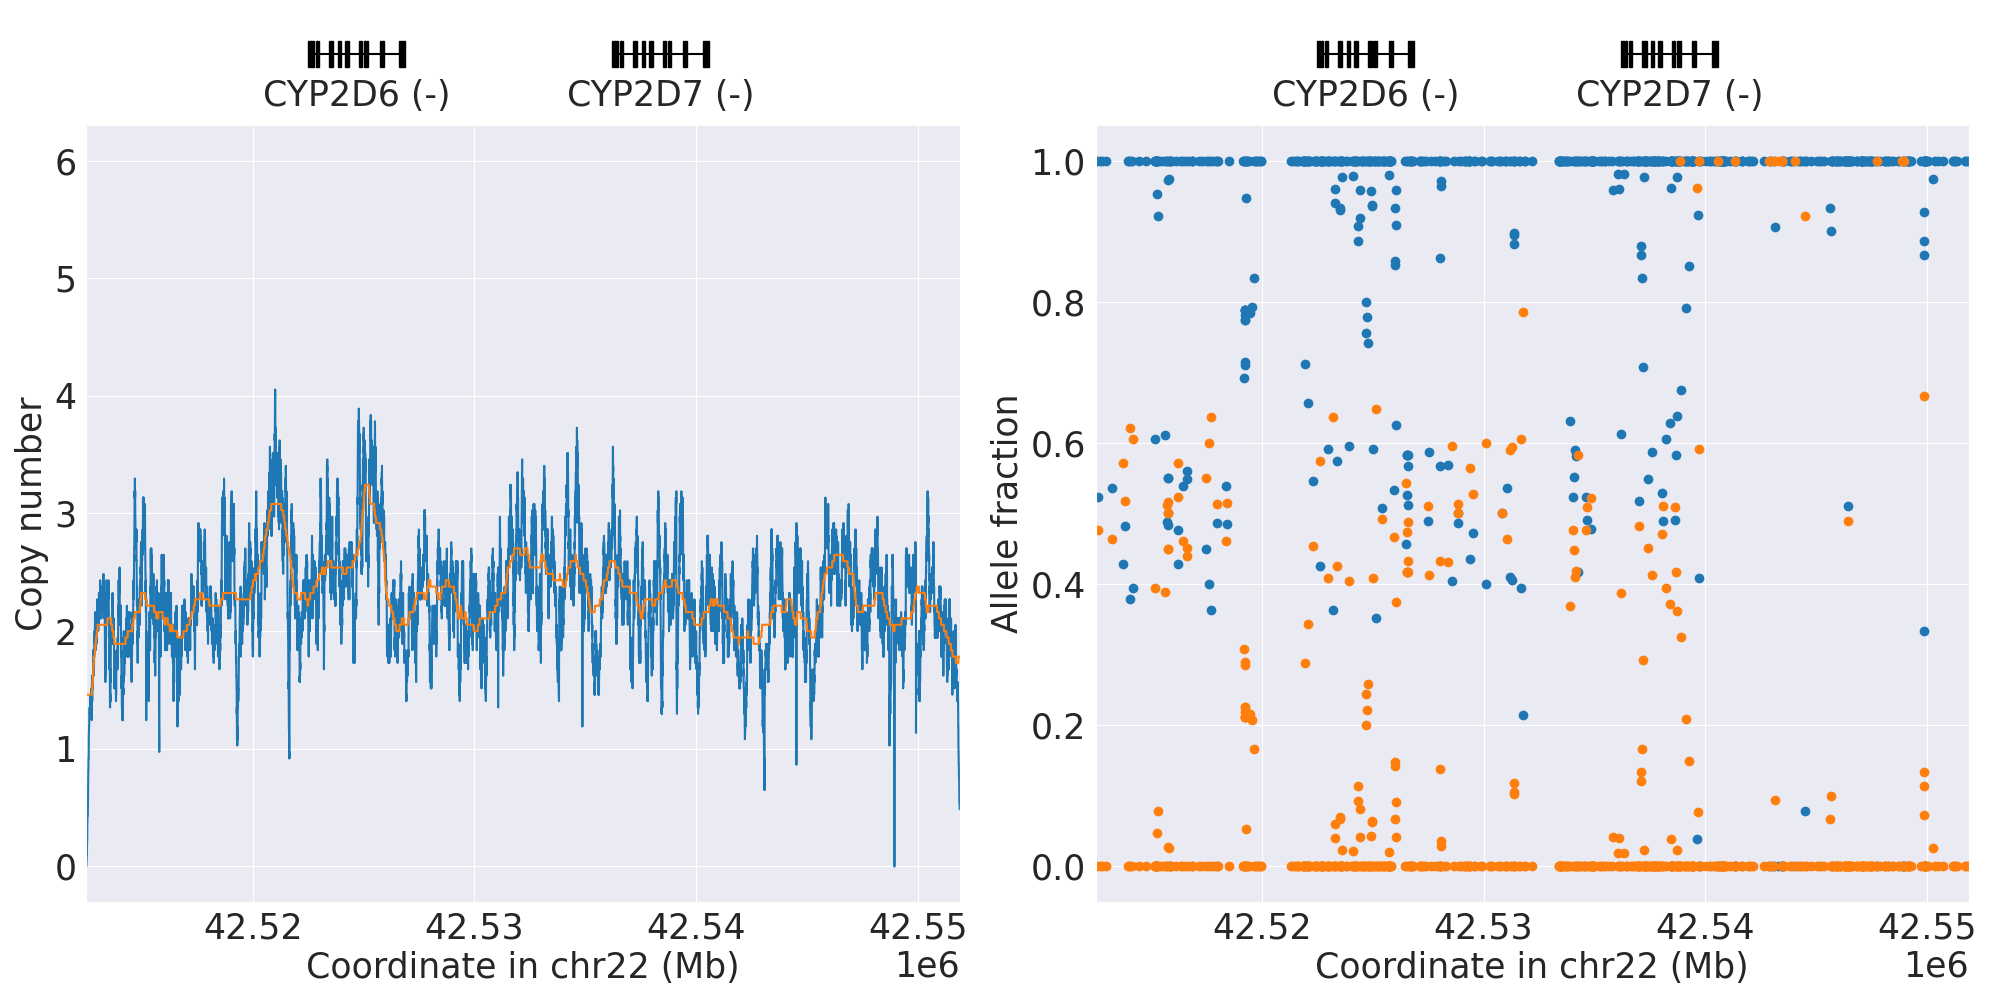 CYP2D6 (-) CYP2D7 (-)
6
5
4
3
2
1
0
Copy number
42.52 42.53 42.54 42.55
Coordinate in chr22 (Mb)
1e6
CYP2D6 (-) CYP2D7 (-)
1.0
0.8
0.6
0.4
0.2
0.0
Allele fraction
42.52 42.53 42.54 42.55
Coordinate in chr22 (Mb)
1e6